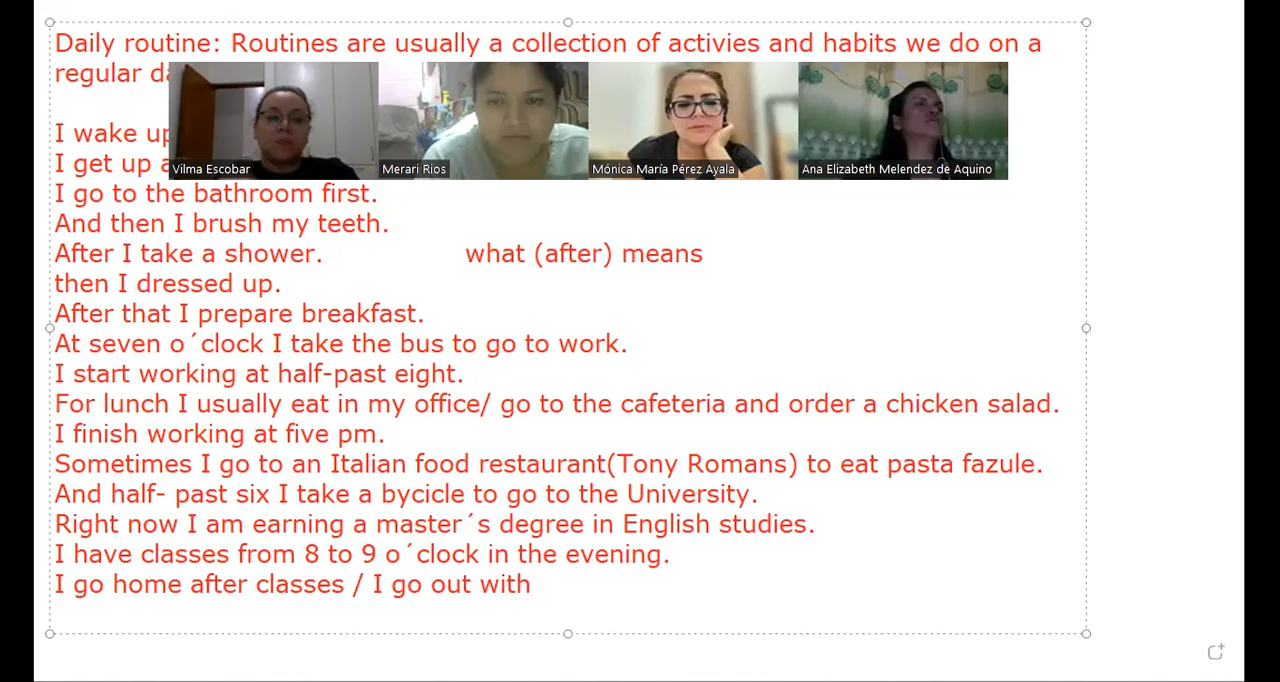 Daily routine: Routines are usually a collection of activies and habits we do on a
regular
I wake up
I get up
I go to the bathroom first.
And then I brush my teeth.
After I take a shower. what (after) means
then I dressed up.
After that I prepare breakfast.
At seven o´clock I take the bus to go to work.
I start working at half-past eight.
For lunch I usually eat in my office/ go to the cafeteria and order a chicken salad.
I finish working at five pm.
Sometimes I go to an Italian food restaurant(Tony Romans) to eat pasta fazule.
And half- past six I take a bycicle to go to the University.
Right now I am earning a master´s degree in English studies.
I have classes from 8 to 9 o´clock in the evening.
I go home after classes / I go out with
Vilma Escobar
Merari Rios
Mónica María Pérez Ayala
Ana Elizabeth Melendez de Aquino